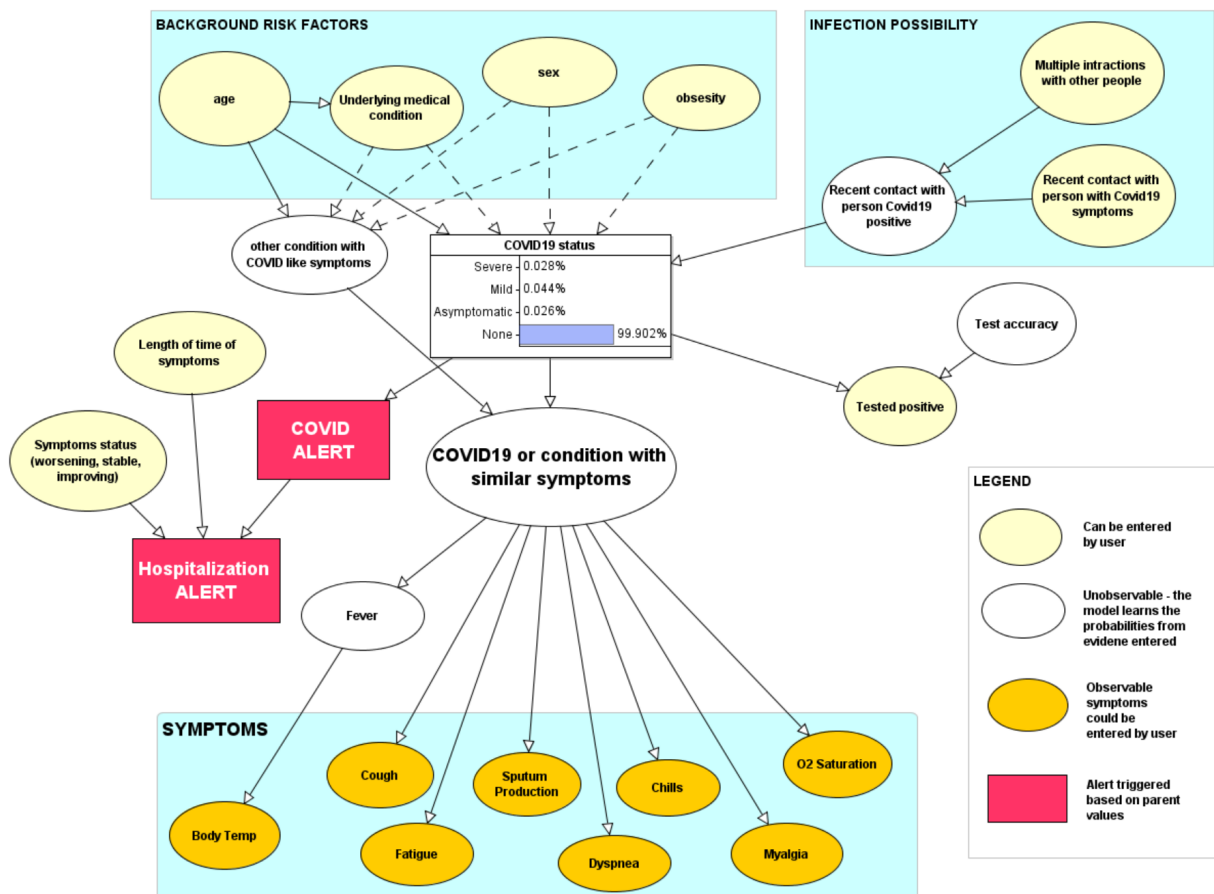 BACKGROUND RISK FACTORS
age
Underlying medical
condition
sex
obsesity
INFECTION POSSIBILITY
Multiple intractions
with other people
Recent contact with
person Covid19
positive
Recent contact with
person with Covid19
symptoms
other condition with
COVID like symptoms
COVID19 status
Severe 0.028%
Mild 0.044%
Asymptomatic 0.026%
None 99.902%
Test accuracy
Tested positive
Length of time of
symptoms
Symptoms status
(worsening, stable,
improving)
COVID
ALERT
Hospitalization
ALERT
COVID19 or condition with
similar symptoms
Fever
SYMPTOMS
Body Temp
Cough
Fatigue
Sputum
Production
Dyspnea
Chills
Myalgia
O2 Saturation
LEGEND
Can be entered
by user
Unobservable - the
model learns the
probabilities from
evidene entered
Observable
symptoms
could be
entered by user
Alert triggered
based on parent
values